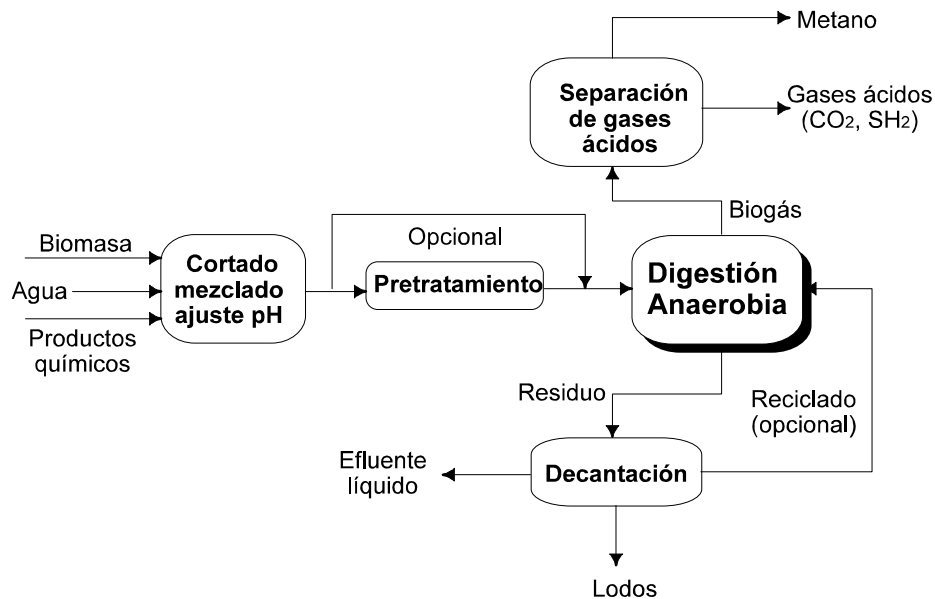 Metano
Separación
de gases
ácidos
Gases ácidos
(CO2, SH2)
Biogás
Biomasa
Agua
Productos
químicos
Cortado
mezclado
ajuste pH
Opcional
Pretratamiento
Digestión
Anaerobia
Residuo
Reciclado
(opcional)
Efluente
líquido
Decantación
Lodos